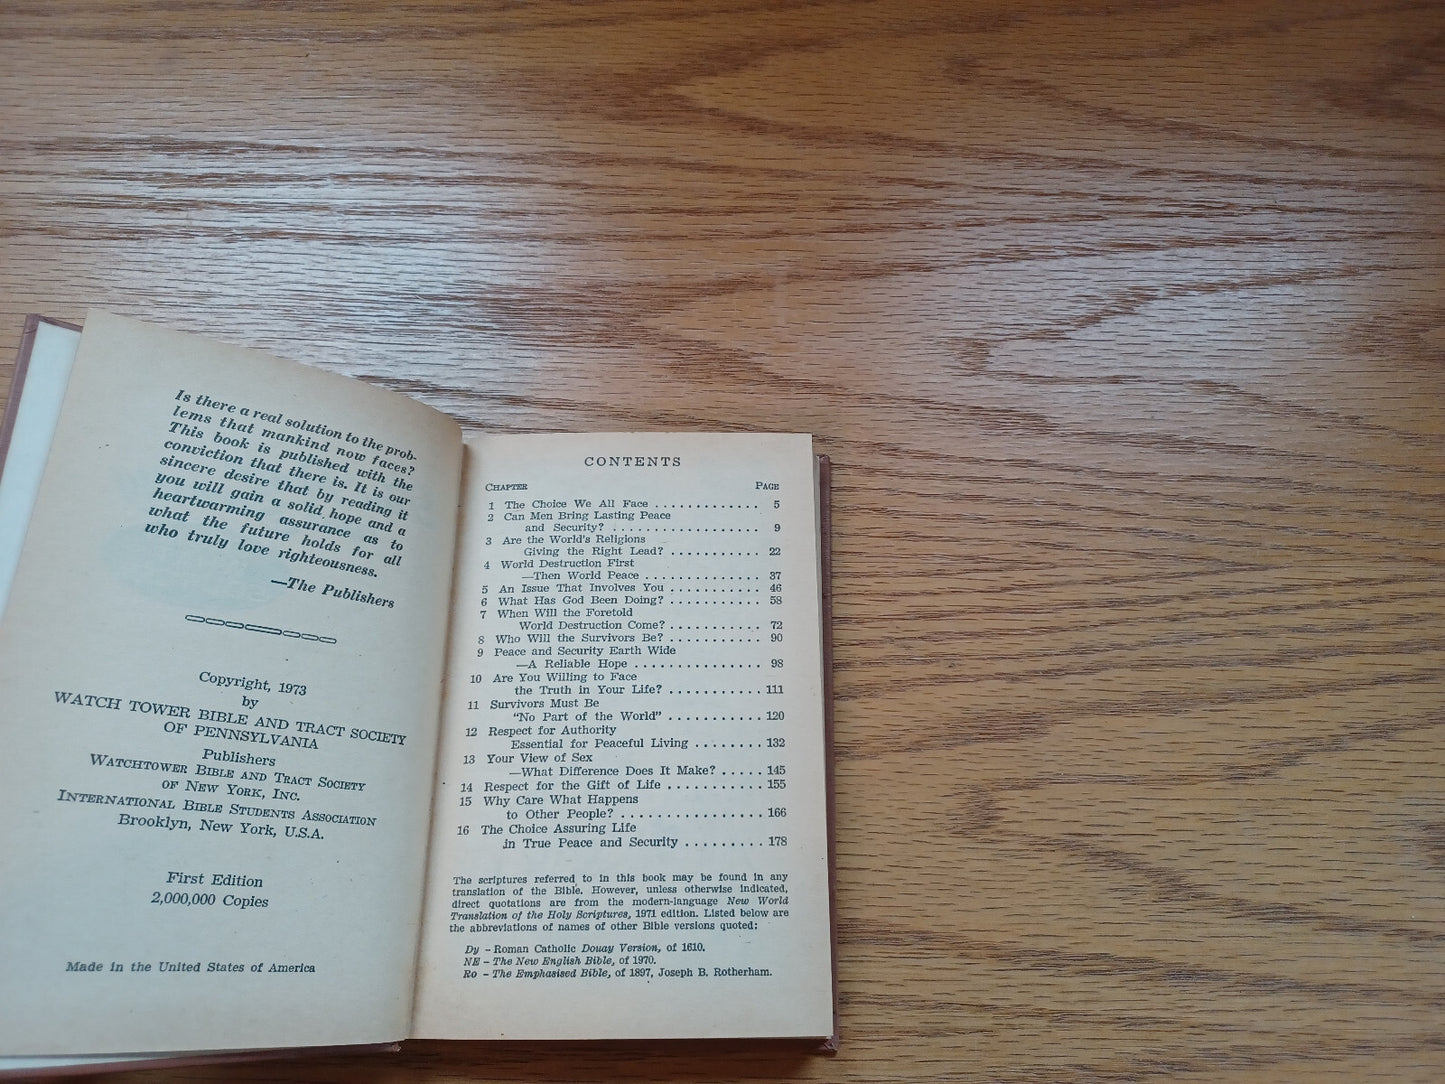 Is there a real solution to the prob-
lems that mankind now faces?
This book is published with the
conviction that there is. It is our
sincere desire that by reading it
you will gain a solid hope and a
heartwarming assurance as to
what the future holds for all
who truly love righteousness.
—The Publishers
Copyright, 1973
by
WATCH TOWER BIBLE AND TRACT SOCIETY
OF PENNSYLVANIA
Publishers
WATCHTOWER BIBLE AND TRACT SOCIETY
OF NEW YORK, INC.
INTERNATIONAL BIBLE STUDENTS ASSOCIATION
Brooklyn, New York, U.S.A.
First Edition
2,000,000 Copies
Made in the United States of America
CONTENTS
CHAPTER PAGE
1 The Choice We All Face . . . . . . . . . . . . . 5
2 Can Men Bring Lasting Peace
and Security? . . . . . . . . . . . . . . . . . . 9
3 Are the World's Religions
Giving the Right Lead? . . . . . . . . . . . 22
4 World Destruction First
—Then World Peace . . . . . . . . . . . . . . 37
5 An Issue That Involves You . . . . . . . . . . . 46
6 What Has God Been Doing? . . . . . . . . . . . 58
7 When Will the Foretold
World Destruction Come? . . . . . . . . . . . 72
8 Who Will the Survivors Be? . . . . . . . . . . . 90
9 Peace and Security Earth Wide
—A Reliable Hope . . . . . . . . . . . . . . . 98
10 Are You Willing to Face
the Truth in Your Life? . . . . . . . . . . . 111
11 Survivors Must Be
"No Part of the World" . . . . . . . . . . . 120
12 Respect for Authority
Essential for Peaceful Living . . . . . . . . 132
13 Your View of Sex
—What Difference Does It Make? . . . . . 145
14 Respect for the Gift of Life . . . . . . . . . . . 155
15 Why Care What Happens
to Other People? . . . . . . . . . . . . . . . . 166
16 The Choice Assuring Life
in True Peace and Security . . . . . . . . . 178
The scriptures referred to in this book may be found in any
translation of the Bible. However, unless otherwise indicated,
direct quotations are from the modern-language New World
Translation of the Holy Scriptures, 1971 edition. Listed below are
the abbreviations of names of other Bible versions quoted:
Dy – Roman Catholic Douay Version, of 1610.
NE – The New English Bible, of 1970.
Ro – The Emphasised Bible, of 1897, Joseph B. Rotherham.